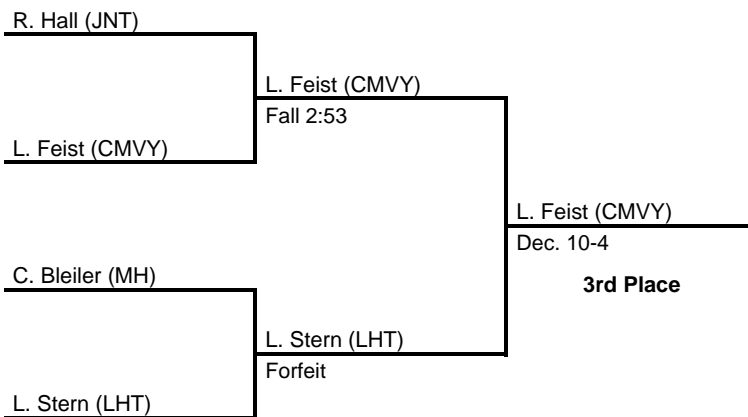 R. Hall (JNT)
L. Feist (CMVY)
Fall 2:53
L. Feist (CMVY)
L. Feist (CMVY)
Dec. 10-4
3rd Place
C. Bleiler (MH)
L. Stern (LHT)
Forfeit
L. Stern (LHT)